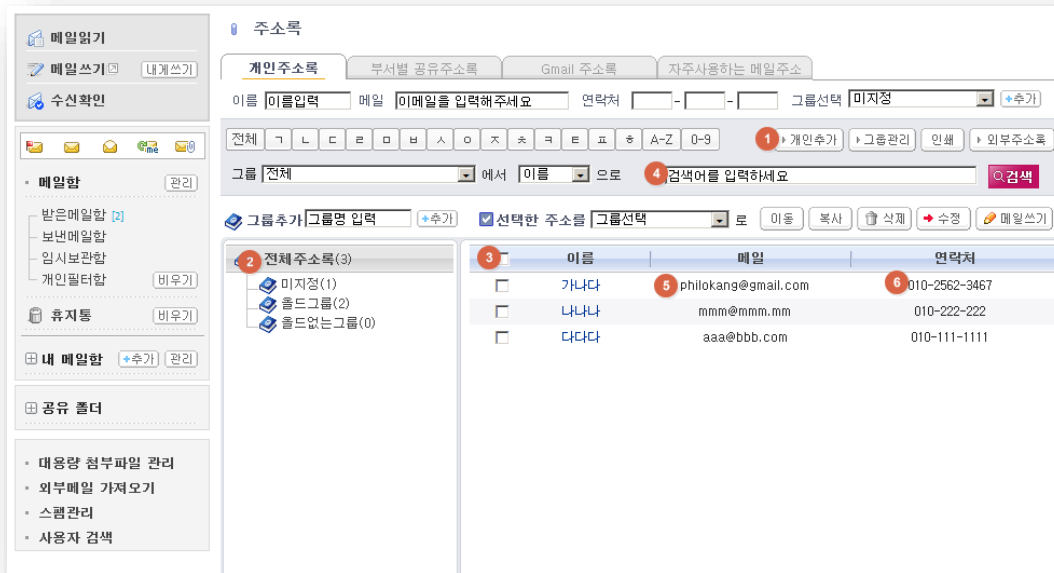 메일읽기
메일쓰기 내게쓰기
수신확인
메일함 관리
받은메일함 [2]
보낸메일함
임시보관함
개인필터함 비우기
휴지통 비우기
내 메일함 +추가 관리
공유 폴더
대용량 첨부파일 관리
외부메일 가져오기
스팸관리
사용자 검색
주소록
개인주소록 부서별 공유주소록 Gmail 주소록 자주사용하는 메일주소
이름 이름입력 메일 이메일을 입력해주세요 연락처 - - 그룹선택 미지정 +추가
전체 ㄱ ㄴ ㄷ ㄹ ㅁ ㅂ ㅅ ㅇ ㅈ ㅊ ㅋ ㅌ ㅍ ㅎ A-Z 0-9 1 개인추가 그룹관리 인쇄 외부주소록
그룹 전체 에서 이름 으로 4 검색어를 입력하세요 검색
그룹추가 그룹명 입력 +추가 선택한 주소를 그룹선택 로 이동 복사 삭제 수정 메일쓰기
2 전체주소록(3)
미지정(1)
올드그룹(2)
올드없는그룹(0)
3 이름 메일 연락처
가나다 5 philokang@gmail.com 6 010-2562-3467
나나나 mmm@mmm.mm 010-222-222
다다다 aaa@bbb.com 010-111-1111